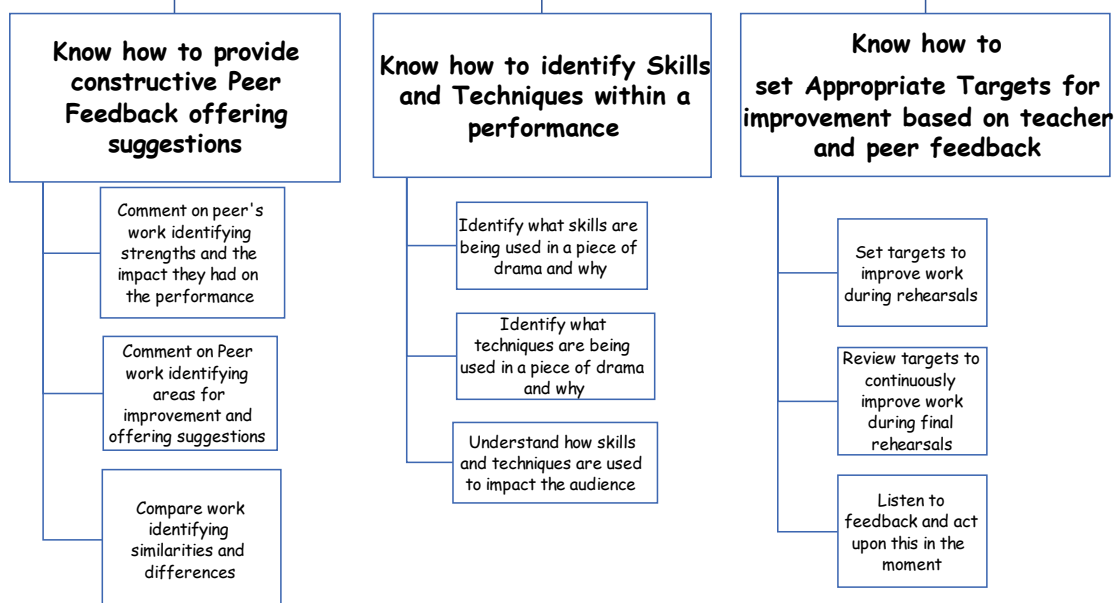 Know how to provide
constructive Peer
Feedback offering
suggestions
Comment on peer's
work identifying
strengths and the
impact they had on
the performance
Comment on Peer
work identifying
areas for
improvement and
offering suggestions
Compare work
identifying
similarities and
differences
Know how to identify Skills
and Techniques within a
performance
Identify what skills are
being used in a piece of
drama and why
Identify what
techniques are being
used in a piece of drama
and why
Understand how skills
and techniques are used
to impact the audience
Know how to
set Appropriate Targets for
improvement based on teacher
and peer feedback
Set targets to
improve work
during rehearsals
Review targets to
continuously
improve work
during final
rehearsals
Listen to
feedback and act
upon this in the
moment